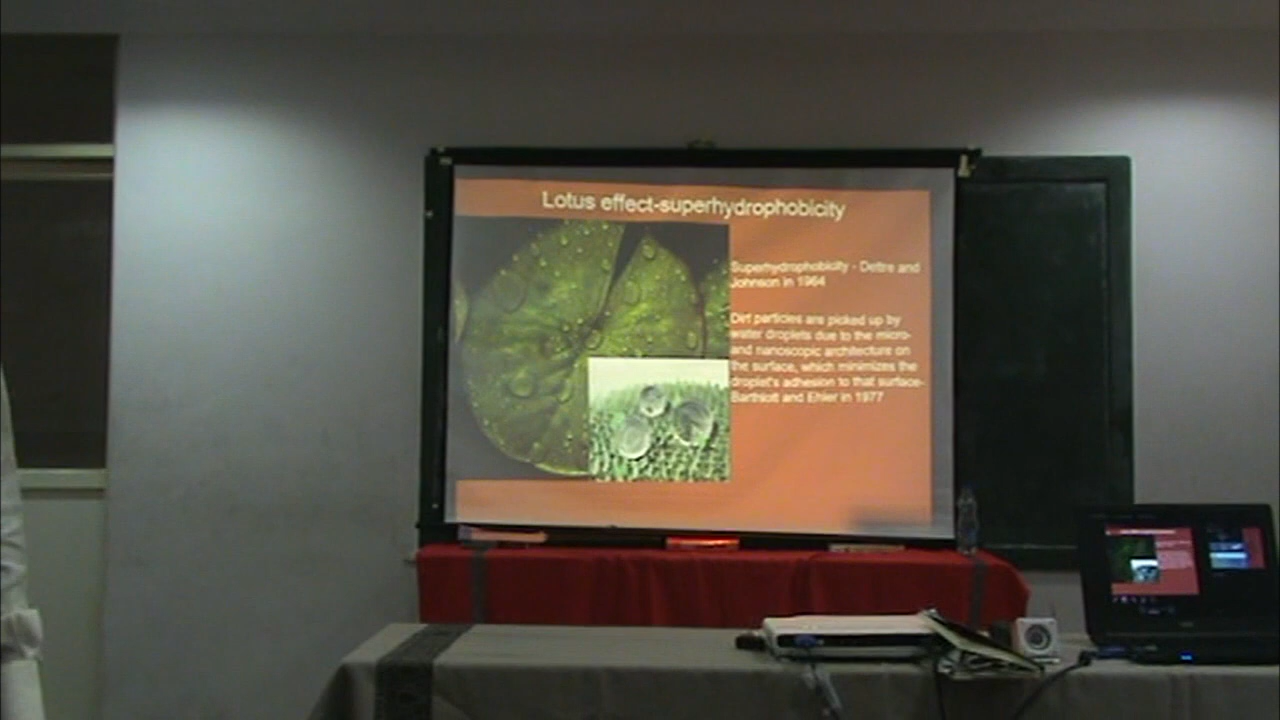 Lotus effect-superhydrophobicity
Superhydrophobicity - Dettre and
Johnson in 1964
Dirt particles are picked up by
water droplets due to the micro-
and nanoscopic architecture on
the surface, which minimizes the
droplet's adhesion to that surface-
Barthlott and Ehler in 1977